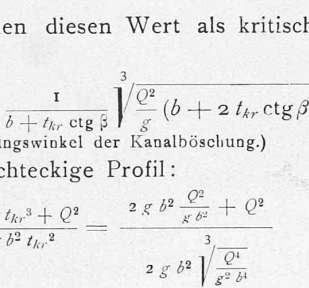 en diesen Wert als kritisch
1 / b + t_kr ctg β ∛ Q² / g (b + 2 t_kr ctg β
ngswinkel der Kanalböschung.)
chteckige Profil:
t_kr³ + Q² / b² t_kr² = 2 g b² Q² / g b² + Q² / 2 g b² ∛ Q⁴ / g² b⁴